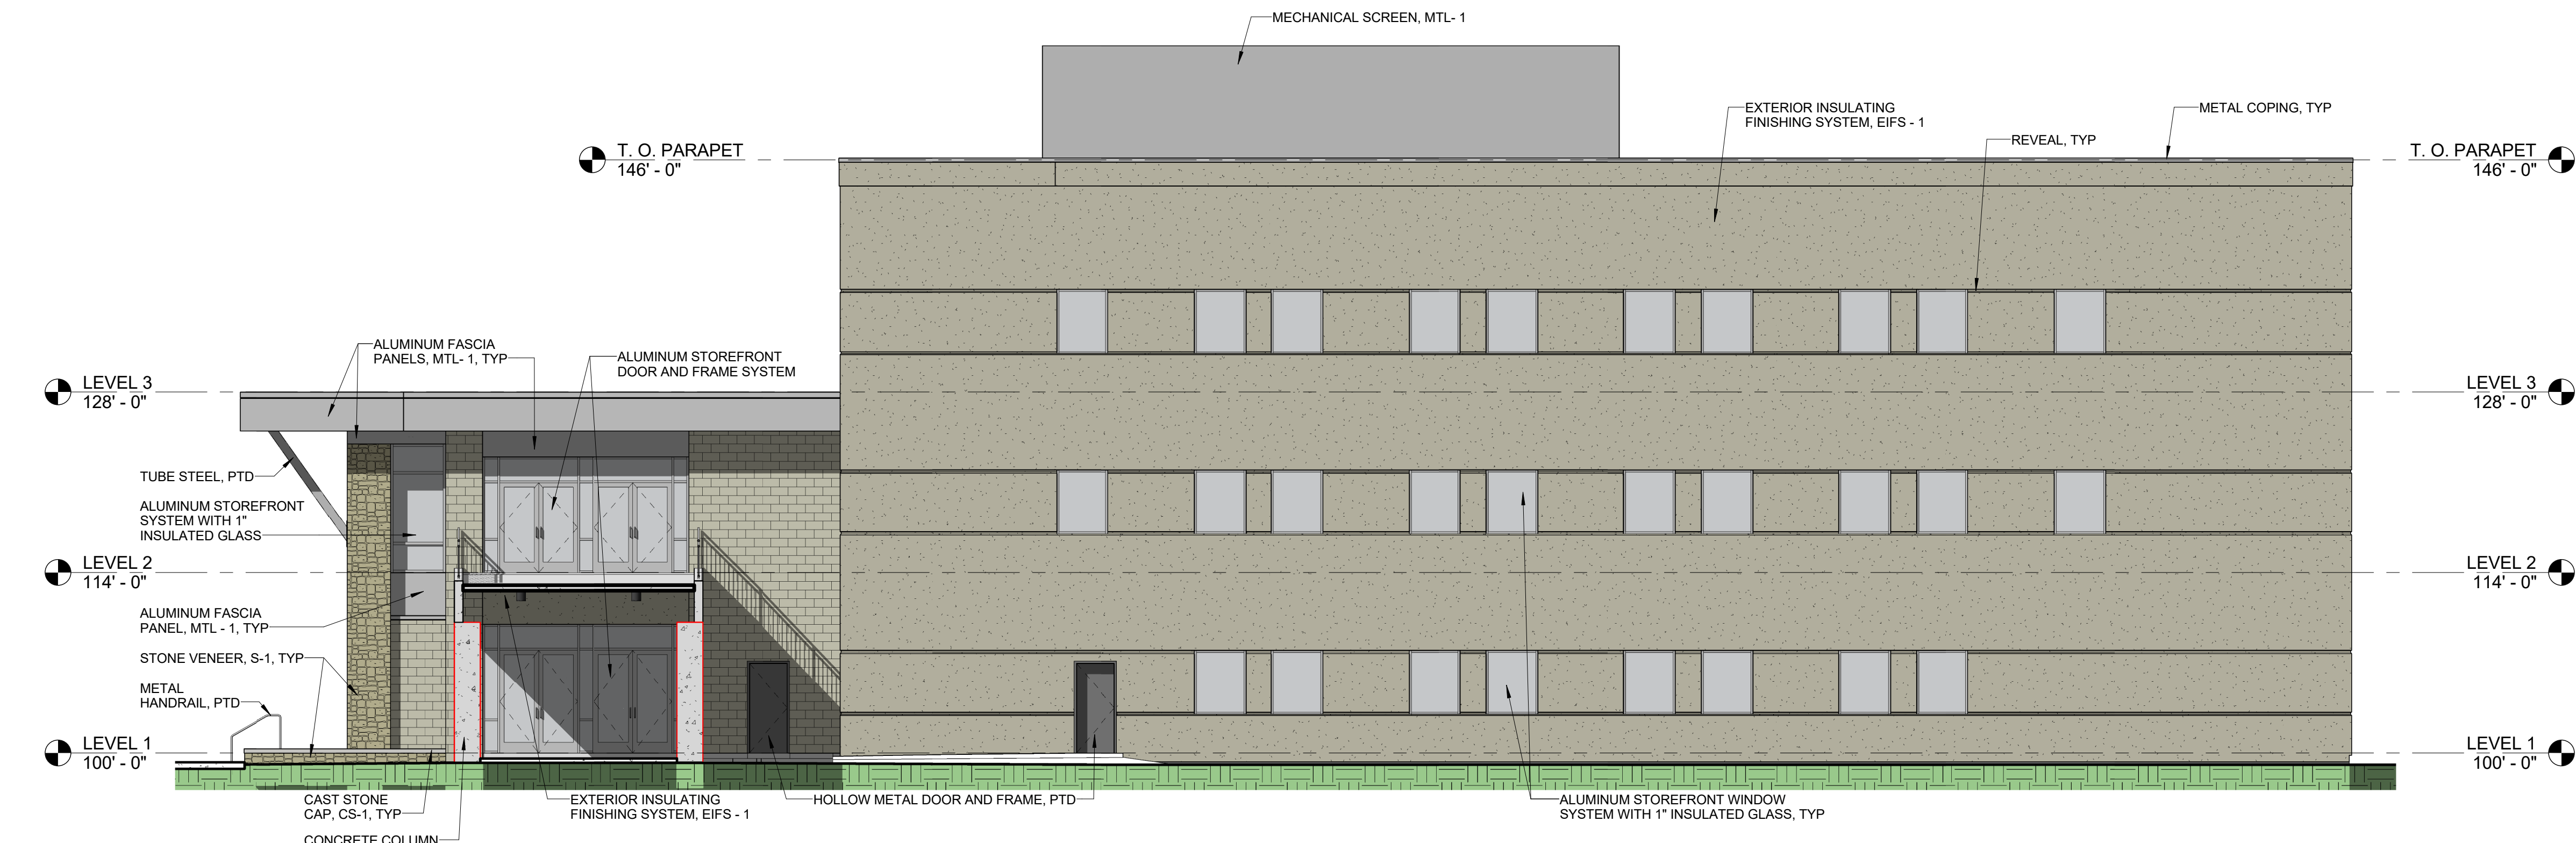 MECHANICAL SCREEN, MTL- 1
EXTERIOR INSULATING
FINISHING SYSTEM, EIFS - 1
METAL COPING, TYP
REVEAL, TYP
T. O. PARAPET
146' - 0"
T. O. PARAPET
146' - 0"
ALUMINUM FASCIA
PANELS, MTL- 1, TYP
ALUMINUM STOREFRONT
DOOR AND FRAME SYSTEM
LEVEL 3
128' - 0"
LEVEL 3
128' - 0"
TUBE STEEL, PTD
ALUMINUM STOREFRONT
SYSTEM WITH 1"
INSULATED GLASS
LEVEL 2
114' - 0"
LEVEL 2
114' - 0"
ALUMINUM FASCIA
PANEL, MTL - 1, TYP
STONE VENEER, S-1, TYP
METAL
HANDRAIL, PTD
LEVEL 1
100' - 0"
LEVEL 1
100' - 0"
CAST STONE
CAP, CS-1, TYP
EXTERIOR INSULATING
FINISHING SYSTEM, EIFS - 1
HOLLOW METAL DOOR AND FRAME, PTD
ALUMINUM STOREFRONT WINDOW
SYSTEM WITH 1" INSULATED GLASS, TYP
CONCRETE COLUMN